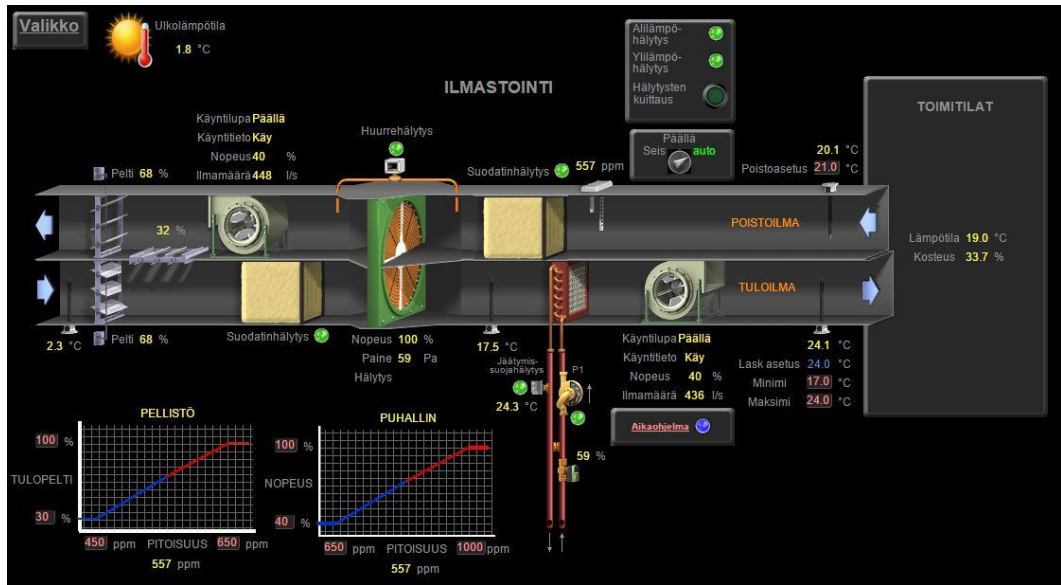 Valikko
Ulkolämpötila
1.8 °C
Alilämpö-
hälytys
Ylilämpö-
hälytys
Hälytysten
kuittaus
ILMASTOINTI
TOIMITILAT
Käyntilupa Päällä
Käyntitieto Käy
Nopeus 40 %
Ilmamäärä 448 l/s
Huurrehälytys
Päällä
Seis auto
Pelti 68 %
Suodatinhälytys 557 ppm
20.1 °C
Poistoasetus 21.0 °C
32 %
POISTOILMA
Lämpötila 19.0 °C
Kosteus 33.7 %
TULOILMA
2.3 °C
Pelti 68 %
Suodatinhälytys
Nopeus 100 %
Paine 59 Pa
Hälytys
17.5 °C
Jäätymis-
suojahälytys
P1
24.3 °C
Käyntilupa Päällä
Käyntitieto Käy
Nopeus 40 %
Ilmamäärä 436 l/s
24.1 °C
Lask asetus 24.0 °C
Minimi 17.0 °C
Maksimi 24.0 °C
Aikaohjelma
59 %
PELLISTÖ
100 %
TULOPELTI
30 %
450 ppm PITOISUUS 650 ppm
557 ppm
PUHALLIN
100 %
NOPEUS
40 %
650 ppm PITOISUUS 1000 ppm
557 ppm